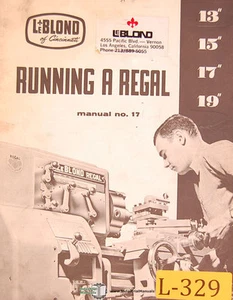 LeBLOND
of Cincinnati
LEBLOND
4555 Pacific Blvd — Vernon
Los Angeles, California 90058
13"
15"
17"
19"
RUNNING A REGAL
manual no. 17
LEBLOND REGAL
L-329